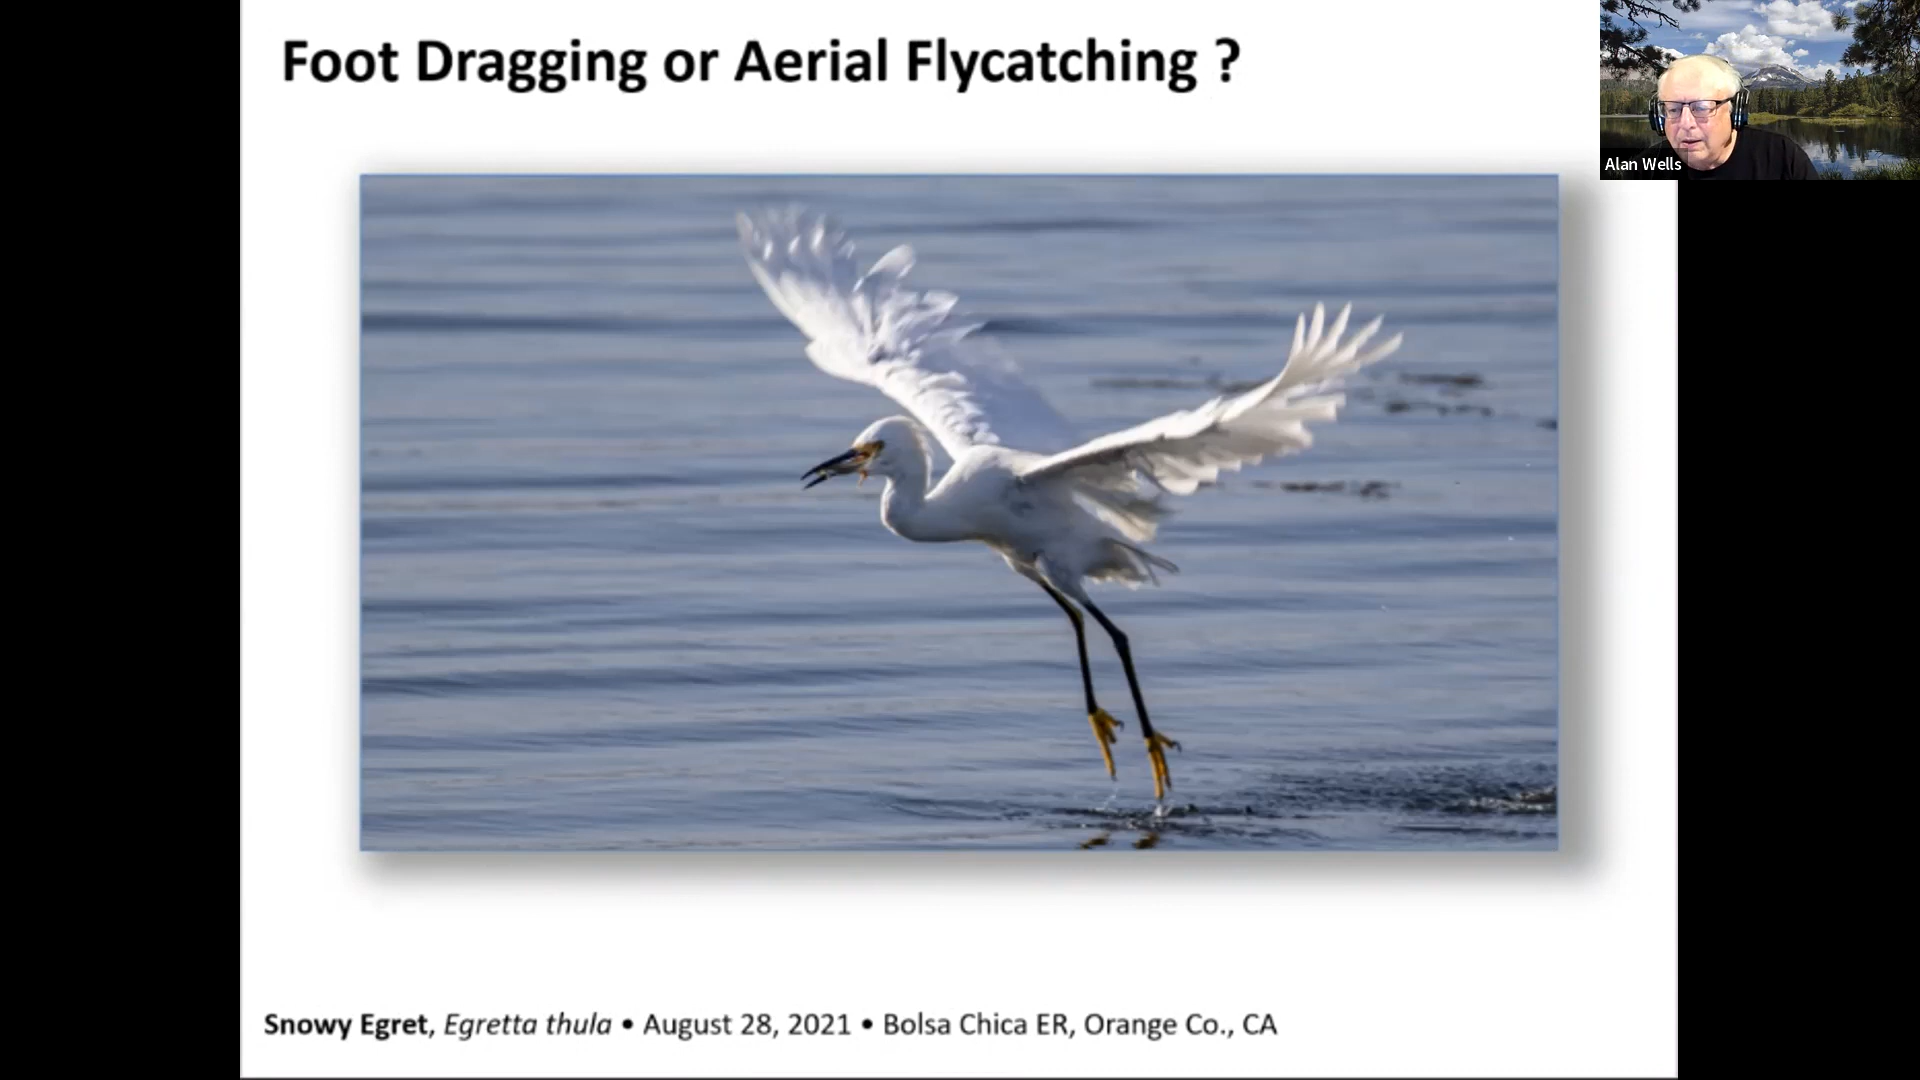 Foot Dragging or Aerial Flycatching ?
Alan Wells
Snowy Egret, Egretta thula • August 28, 2021 • Bolsa Chica ER, Orange Co., CA